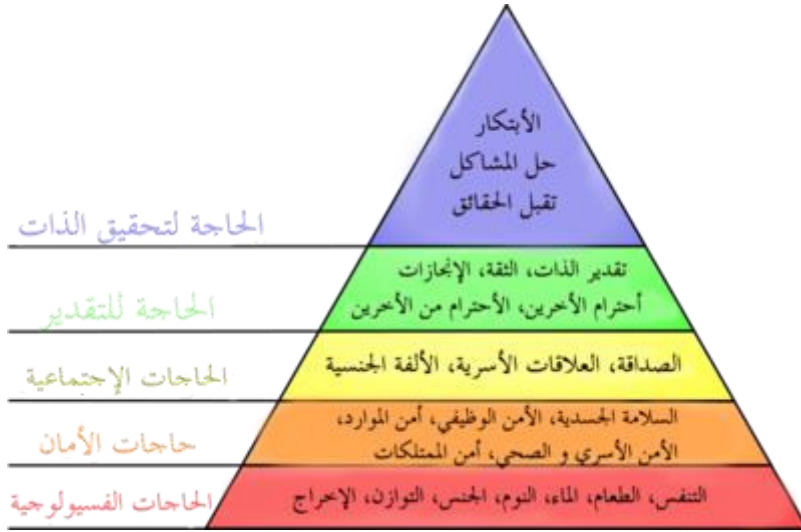 الأبتكار
حل المشاكل
تقبل الحقائق
الحاجة لتحقيق الذات
تقدير الذات، الثقة، الإنجازات
أحترام الأخرين، الأحترام من الأخرين
الحاجة للتقدير
الصداقة، العلاقات الأسرية، الألفة الجنسية
الحاجات الإجتماعية
السلامة الجسدية، الأمن الوظيفي، أمن الموارد،
الأمن الأسري و الصحي، أمن الممتلكات
حاجات الأمان
التنفس، الطعام، الماء، النوم، الجنس، التوازن، الإخراج
الحاجات الفسيولوجية